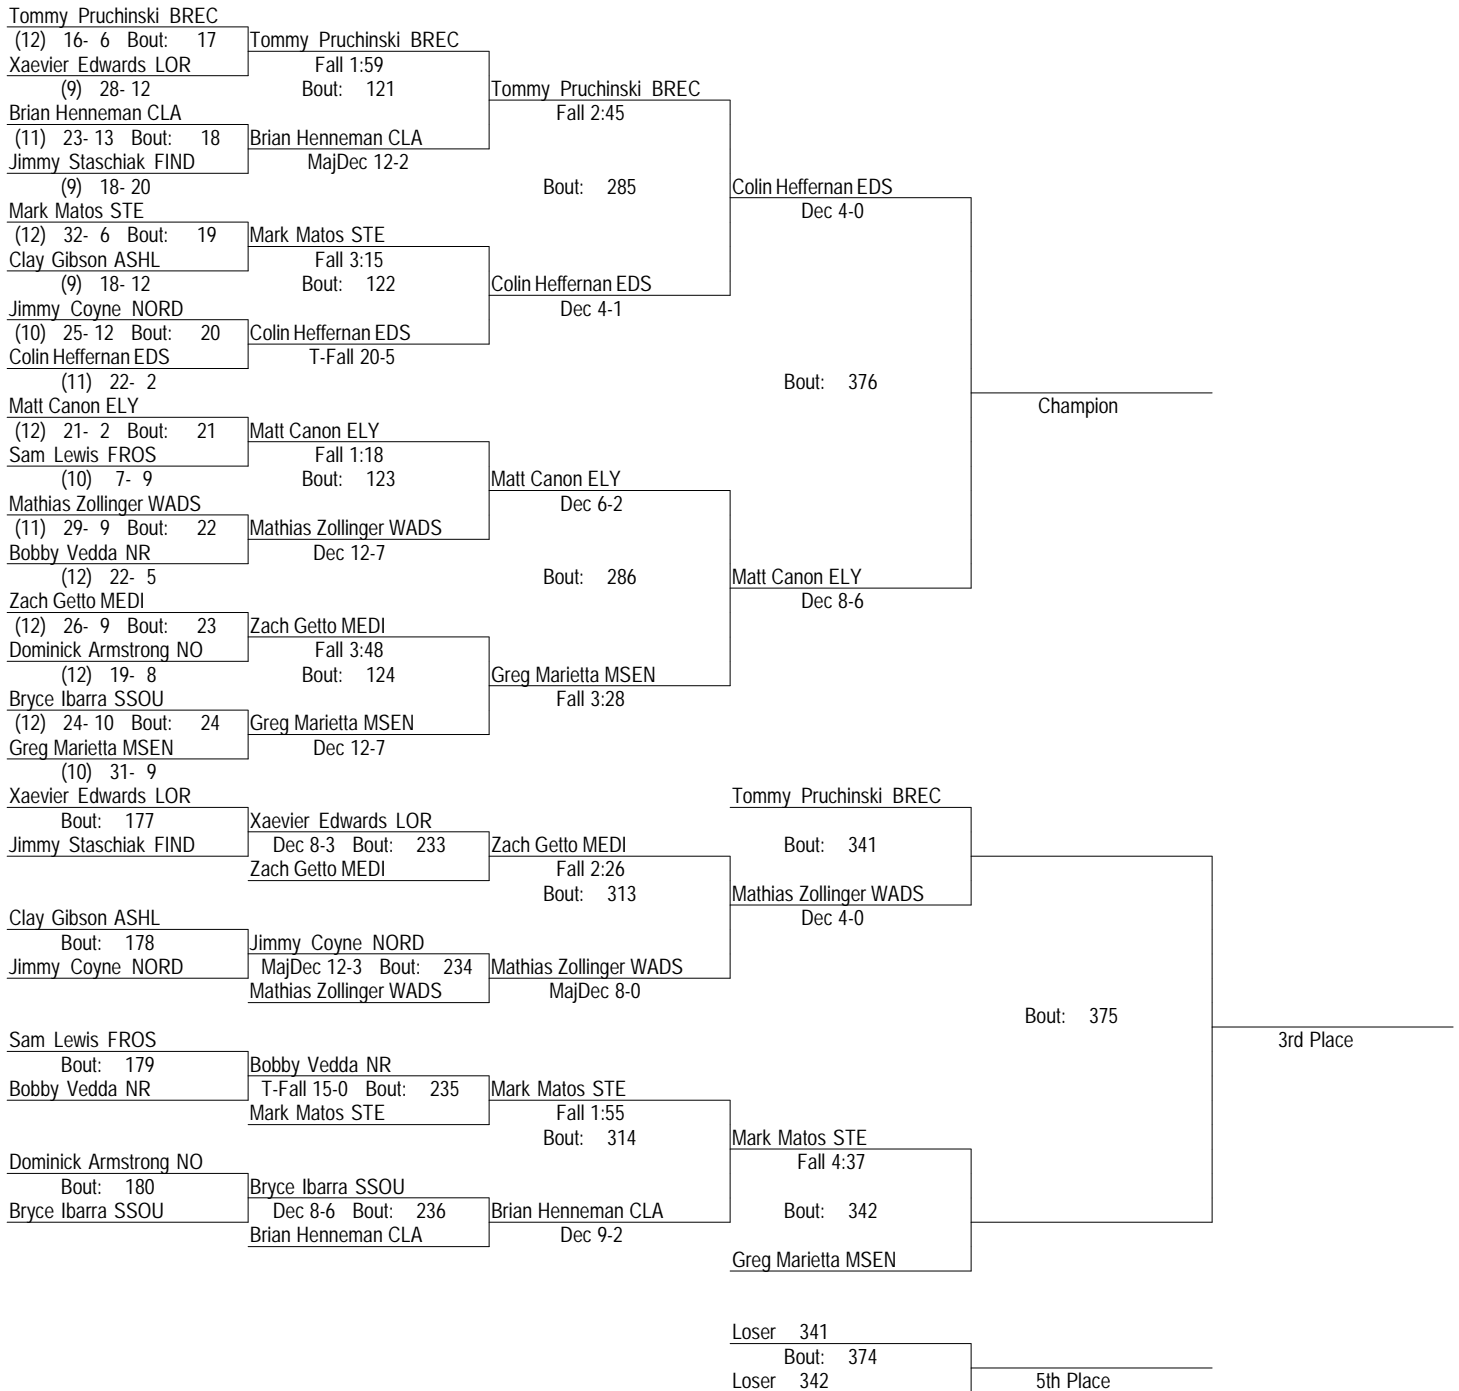 Tommy Pruchinski BREC
(12) 16- 6 Bout: 17 Tommy Pruchinski BREC
Xaevier Edwards LOR Fall 1:59
(9) 28- 12 Bout: 121 Tommy Pruchinski BREC
Brian Henneman CLA Fall 2:45
(11) 23- 13 Bout: 18 Brian Henneman CLA
Jimmy Staschiak FIND MajDec 12-2
(9) 18- 20 Bout: 285 Colin Heffernan EDS
Mark Matos STE Dec 4-0
(12) 32- 6 Bout: 19 Mark Matos STE
Clay Gibson ASHL Fall 3:15
(9) 18- 12 Bout: 122 Colin Heffernan EDS
Jimmy Coyne NORD Dec 4-1
(10) 25- 12 Bout: 20 Colin Heffernan EDS
Colin Heffernan EDS T-Fall 20-5
(11) 22- 2 Bout: 376
Matt Canon ELY Champion
(12) 21- 2 Bout: 21 Matt Canon ELY
Sam Lewis FROS Fall 1:18
(10) 7- 9 Bout: 123 Matt Canon ELY
Mathias Zollinger WADS Dec 6-2
(11) 29- 9 Bout: 22 Mathias Zollinger WADS
Bobby Vedda NR Dec 12-7
(12) 22- 5 Bout: 286 Matt Canon ELY
Zach Getto MEDI Dec 8-6
(12) 26- 9 Bout: 23 Zach Getto MEDI
Dominick Armstrong NO Fall 3:48
(12) 19- 8 Bout: 124 Greg Marietta MSEN
Bryce Ibarra SSOU Fall 3:28
(12) 24- 10 Bout: 24 Greg Marietta MSEN
Greg Marietta MSEN Dec 12-7
(10) 31- 9
Xaevier Edwards LOR Tommy Pruchinski BREC
Bout: 177 Xaevier Edwards LOR
Jimmy Staschiak FIND Dec 8-3 Bout: 233 Zach Getto MEDI Bout: 341
Zach Getto MEDI Fall 2:26
Bout: 313 Mathias Zollinger WADS
Clay Gibson ASHL Dec 4-0
Bout: 178 Jimmy Coyne NORD
Jimmy Coyne NORD MajDec 12-3 Bout: 234 Mathias Zollinger WADS
Mathias Zollinger WADS MajDec 8-0
Bout: 375
Sam Lewis FROS 3rd Place
Bout: 179 Bobby Vedda NR
Bobby Vedda NR T-Fall 15-0 Bout: 235 Mark Matos STE
Mark Matos STE Fall 1:55
Bout: 314 Mark Matos STE
Dominick Armstrong NO Fall 4:37
Bout: 180 Bryce Ibarra SSOU
Bryce Ibarra SSOU Dec 8-6 Bout: 236 Brian Henneman CLA Bout: 342
Brian Henneman CLA Dec 9-2
Greg Marietta MSEN
Loser 341
Bout: 374
Loser 342 5th Place